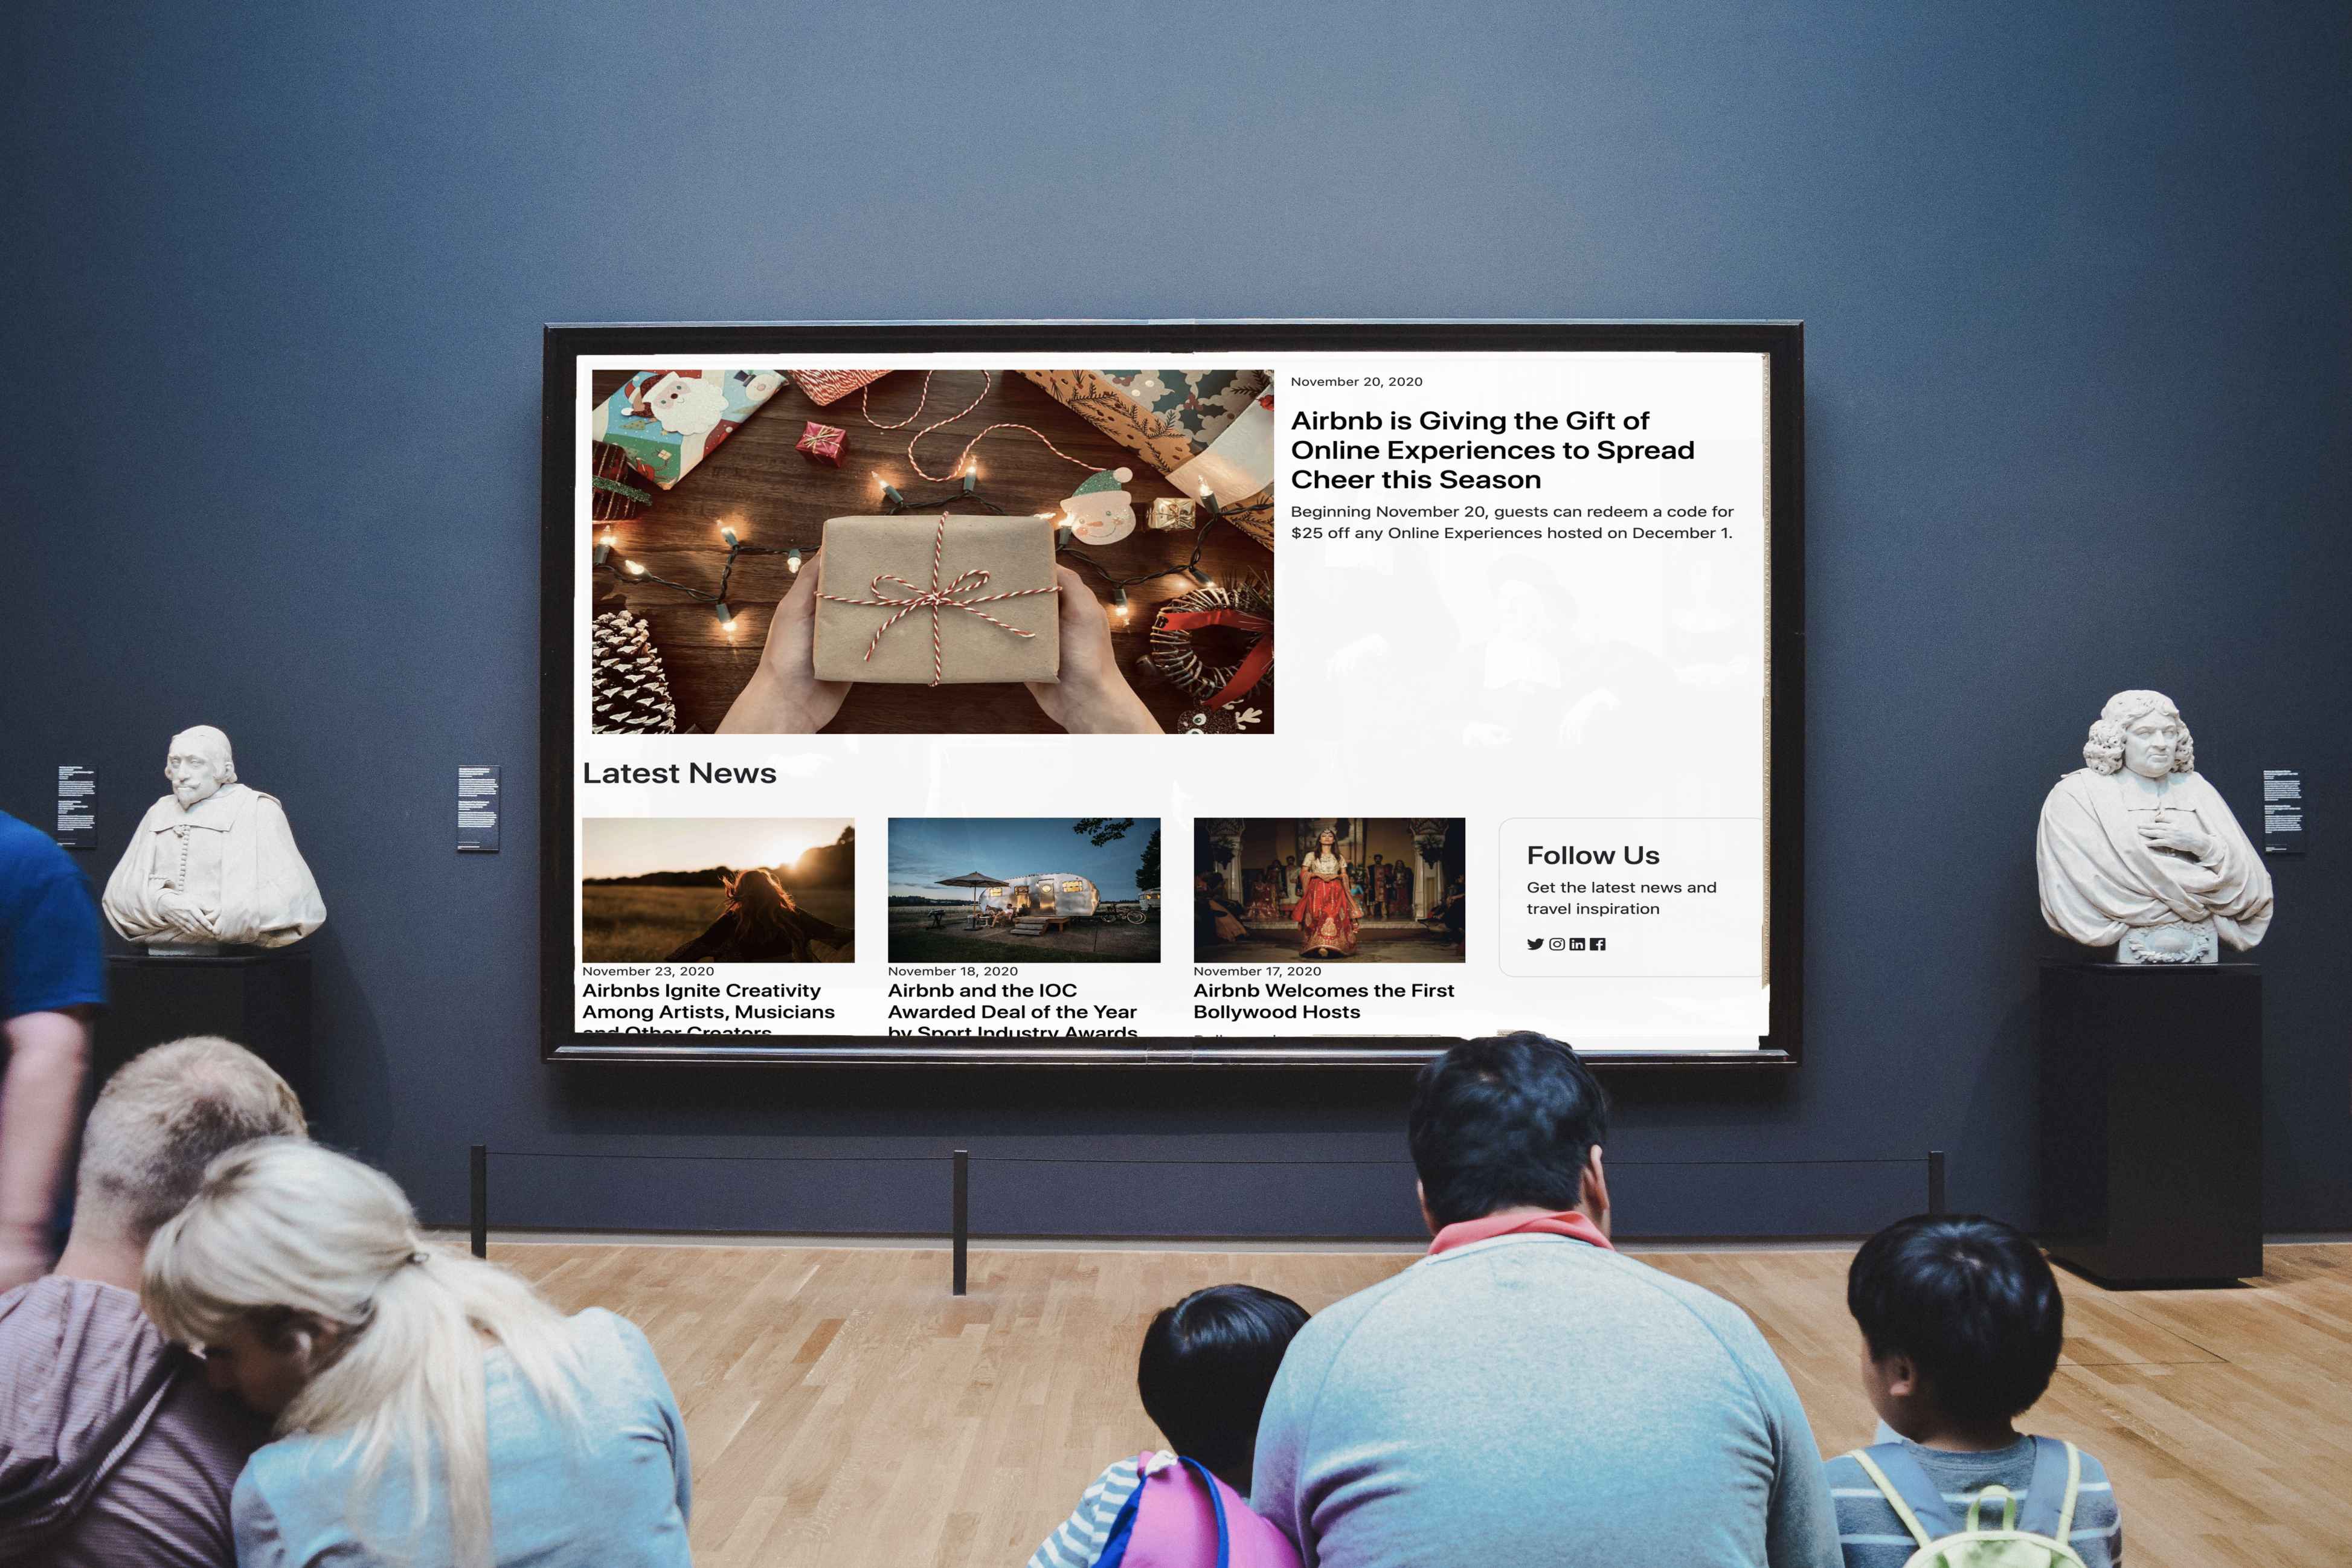 November 20, 2020
Airbnb is Giving the Gift of
Online Experiences to Spread
Cheer this Season
Beginning November 20, guests can redeem a code for
$25 off any Online Experiences hosted on December 1.
Latest News
November 23, 2020
Airbnbs Ignite Creativity
Among Artists, Musicians
and Other Creators
November 18, 2020
Airbnb and the IOC
Awarded Deal of the Year
by Sport Industry Awards
November 17, 2020
Airbnb Welcomes the First
Bollywood Hosts
Follow Us
Get the latest news and
travel inspiration